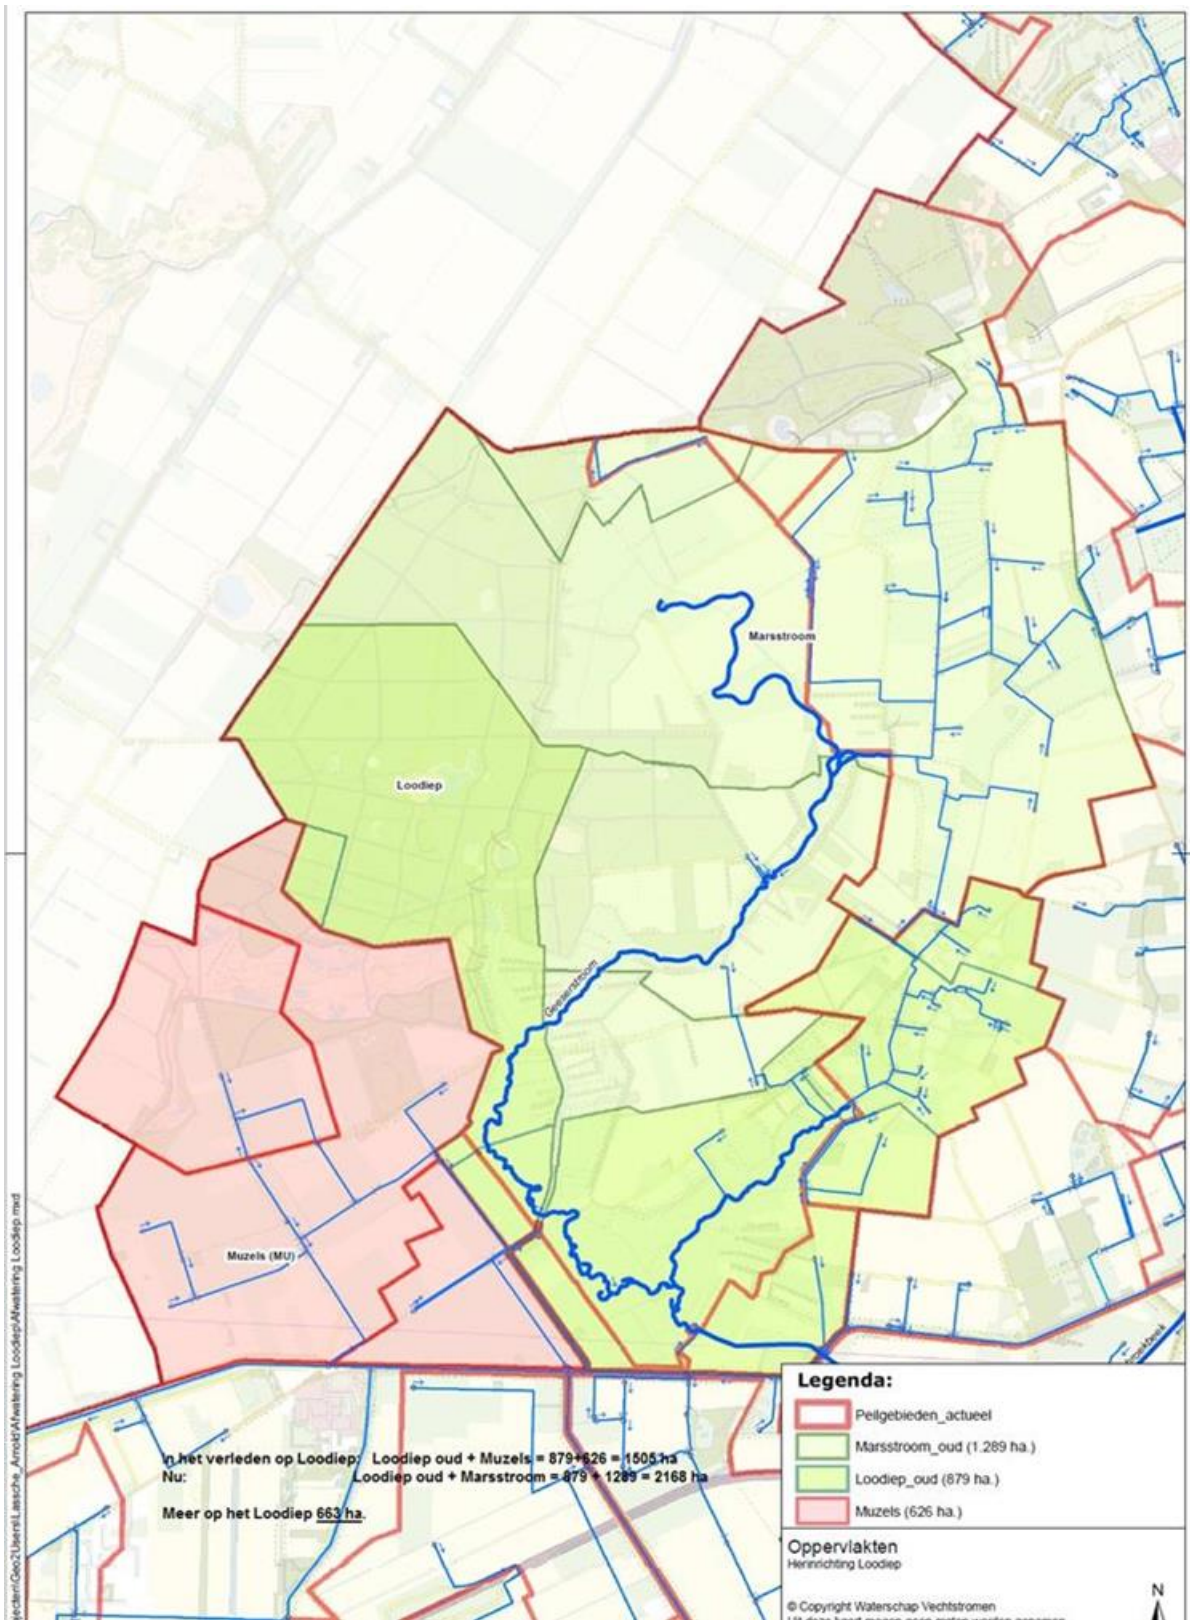 Marsstroom
Loodiep
Geeserstroom
Muzels (MU)
In het verleden op Loodiep: Loodiep oud + Muzels = 879+626 = 1505 ha
Nu: Loodiep oud + Marsstroom = 879 + 1289 = 2168 ha
Meer op het Loodiep 663 ha.
Legenda:
Peilgebieden_actueel
Marsstroom_oud (1.289 ha.)
Loodiep_oud (879 ha.)
Muzels (626 ha.)
Oppervlakten
Herinrichting Loodiep
N
© Copyright Waterschap Vechtstromen